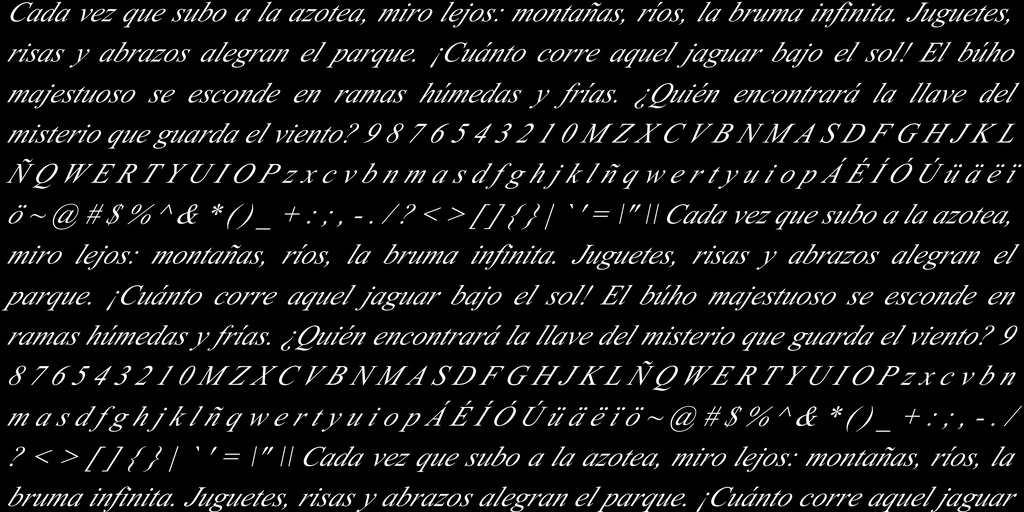 Cada vez que subo a la azotea, miro lejos: montañas, ríos, la bruma infinita. Juguetes,
risas y abrazos alegran el parque. ¡Cuánto corre aquel jaguar bajo el sol! El búho
majestuoso se esconde en ramas húmedas y frías. ¿Quién encontrará la llave del
misterio que guarda el viento? 9 8 7 6 5 4 3 2 1 0 M Z X C V B N M A S D F G H J K L
Ñ Q W E R T Y U I O P z x c v b n m a s d f g h j k l ñ q w e r t y u i o p Á É Í Ó Ú ü ä ë ï
ö ~ @ # $ % ^ & * ( ) _ + : ; , - . / ? < > [ ] { } | ` ' = \" \\ Cada vez que subo a la azotea,
miro lejos: montañas, ríos, la bruma infinita. Juguetes, risas y abrazos alegran el
parque. ¡Cuánto corre aquel jaguar bajo el sol! El búho majestuoso se esconde en
ramas húmedas y frías. ¿Quién encontrará la llave del misterio que guarda el viento? 9
8 7 6 5 4 3 2 1 0 M Z X C V B N M A S D F G H J K L Ñ Q W E R T Y U I O P z x c v b n
m a s d f g h j k l ñ q w e r t y u i o p Á É Í Ó Ú ü ä ë ï ö ~ @ # $ % ^ & * ( ) _ + : ; , - . /
? < > [ ] { } | ` ' = \" \\ Cada vez que subo a la azotea, miro lejos: montañas, ríos, la
bruma infinita. Juguetes, risas y abrazos alegran el parque. ¡Cuánto corre aquel jaguar